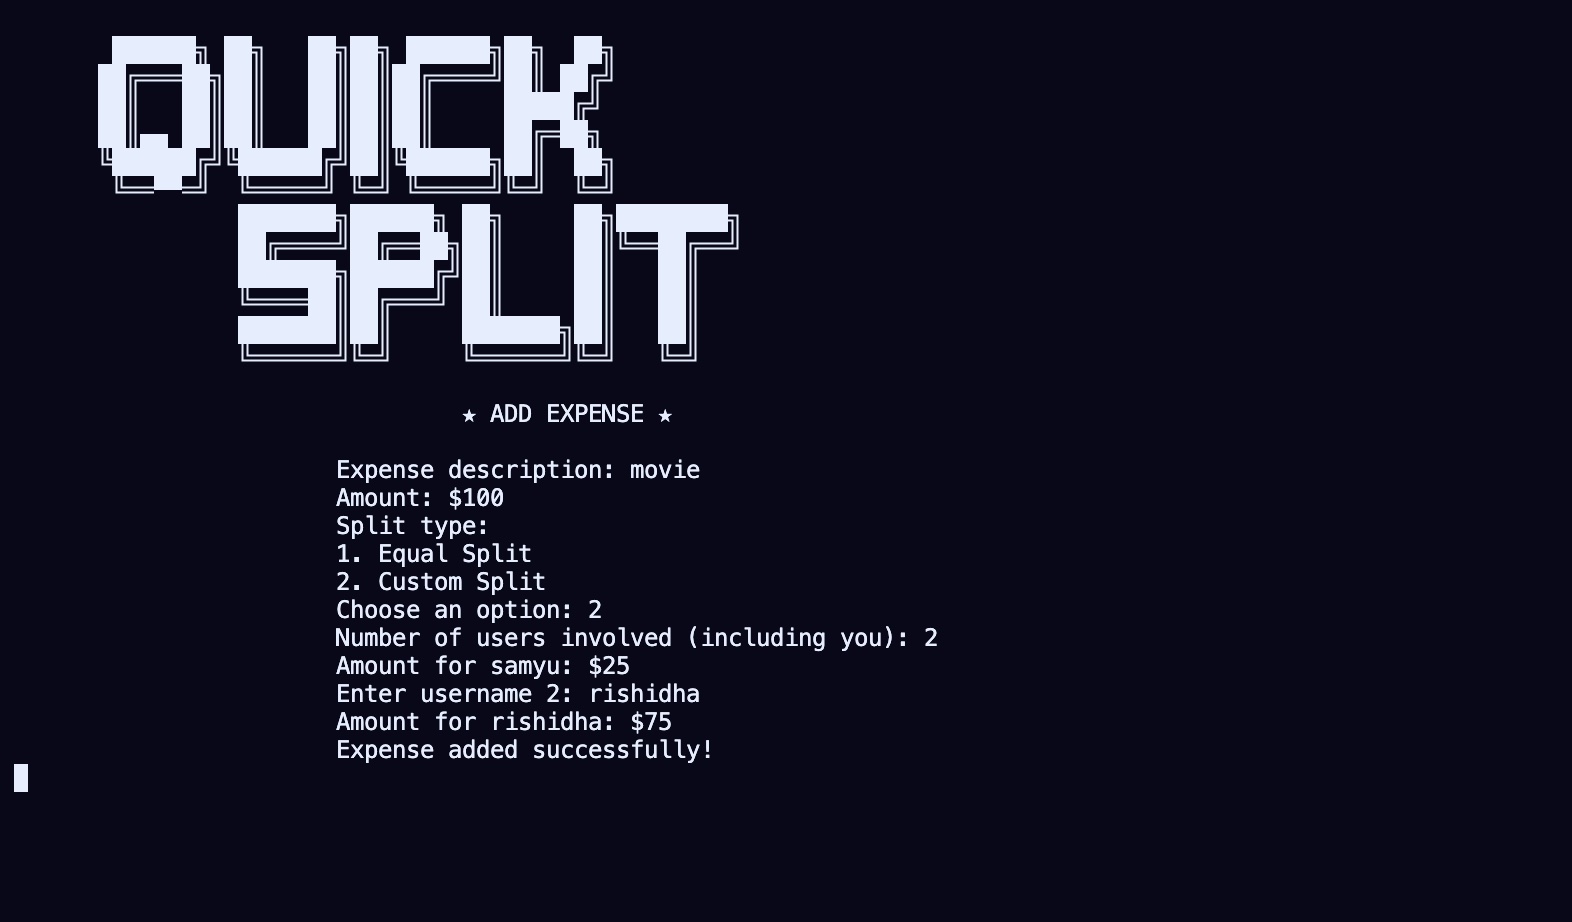 QUICK
SPLIT
★ ADD EXPENSE ★
Expense description: movie
Amount: $100
Split type:
1. Equal Split
2. Custom Split
Choose an option: 2
Number of users involved (including you): 2
Amount for samyu: $25
Enter username 2: rishidha
Amount for rishidha: $75
Expense added successfully!